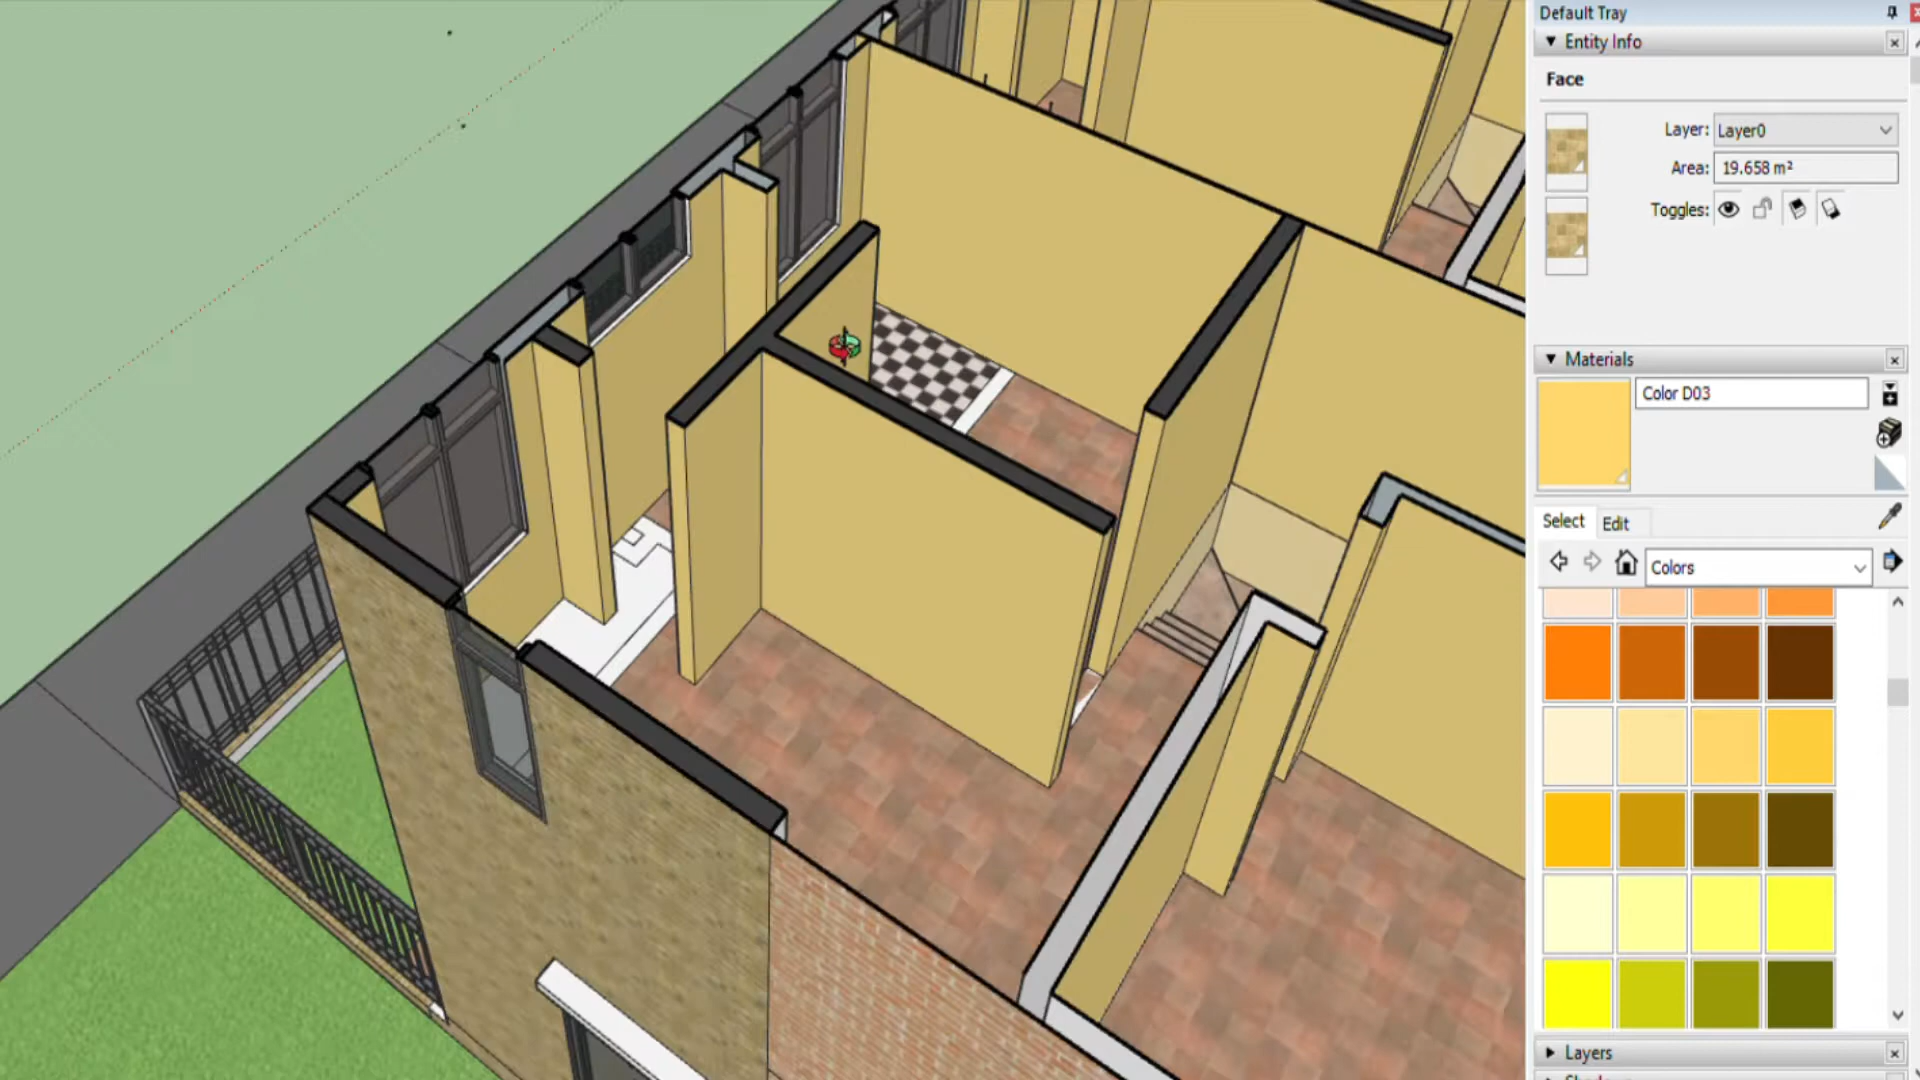 Default Tray
Entity Info
Face
Layer: Layer0
Area: 19.658 m²
Toggles:
Materials
Color D03
Select Edit
Colors
Layers